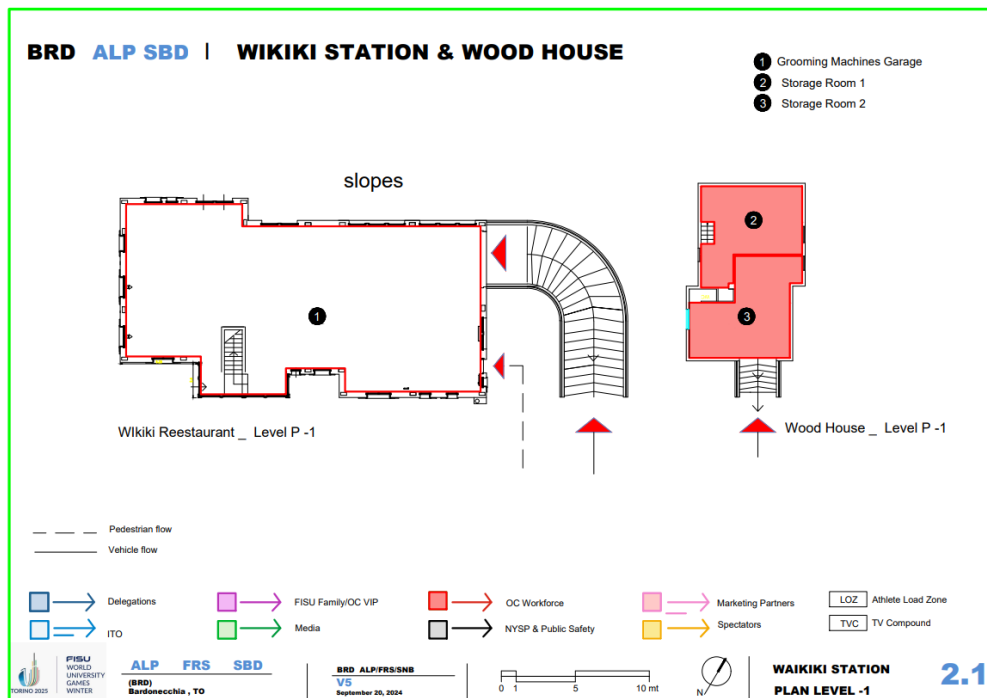 BRD ALP SBD | WIKIKI STATION & WOOD HOUSE
1 Grooming Machines Garage
2 Storage Room 1
3 Storage Room 2
slopes
1
2
3
WIkiki Reestaurant _ Level P -1
Wood House _ Level P -1
Pedestrian flow
Vehicle flow
Delegations
FISU Family/OC VIP
OC Workforce
Marketing Partners
LOZ Athlete Load Zone
ITO
Media
NYSP & Public Safety
Spectators
TVC TV Compound
TORINO 2025
FISU
WORLD
UNIVERSITY
GAMES
WINTER
ALP FRS SBD
(BRD)
Bardonecchia , TO
BRD ALP/FRS/SNB
V5
September 20, 2024
0 1 5 10 mt
N
WAIKIKI STATION
PLAN LEVEL -1
2.1